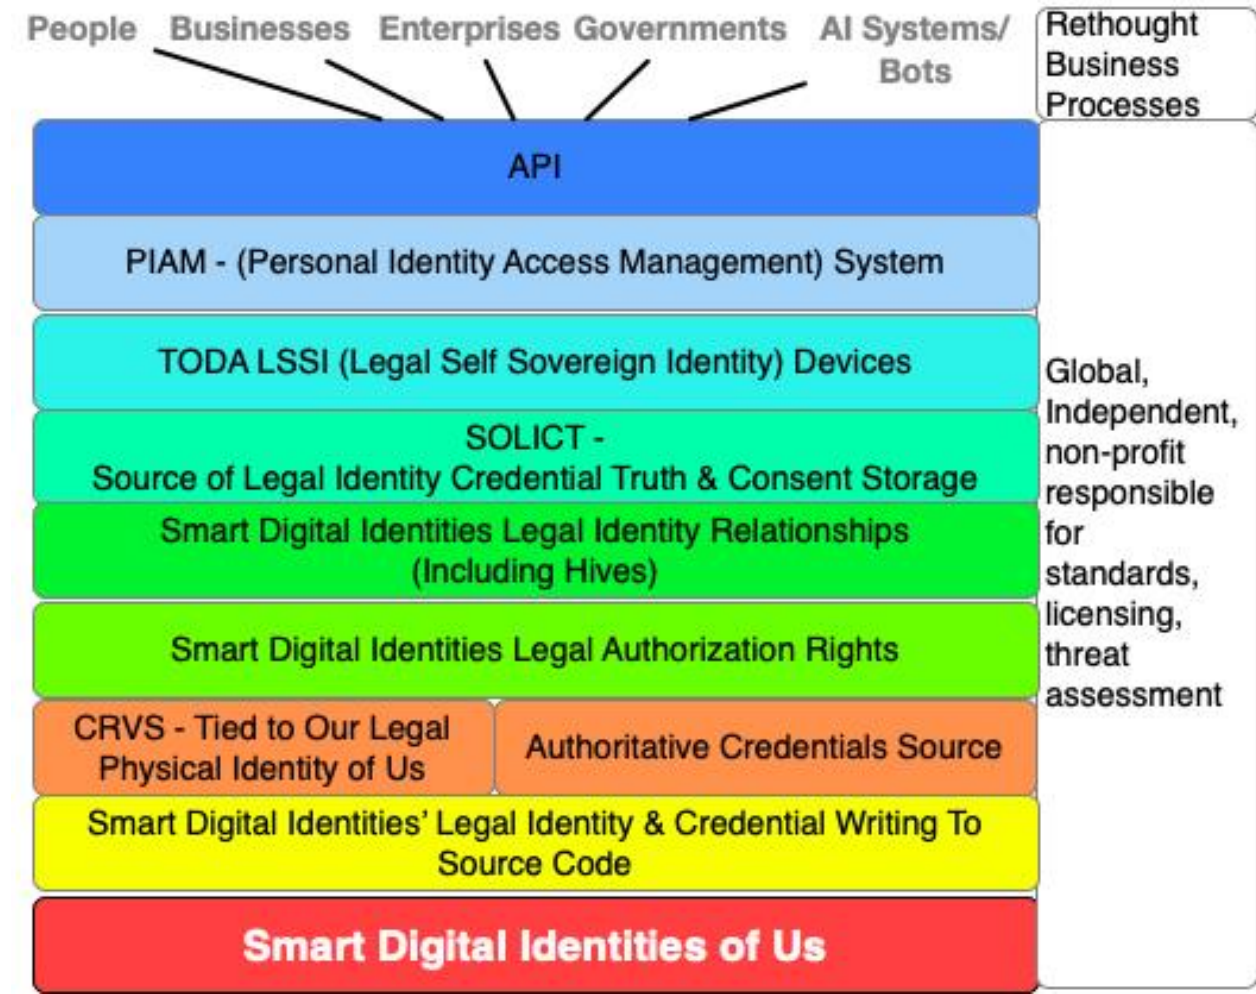 People Businesses Enterprises Governments AI Systems/
Bots
Rethought
Business
Processes
API
PIAM - (Personal Identity Access Management) System
TODA LSSI (Legal Self Sovereign Identity) Devices
SOLICT -
Source of Legal Identity Credential Truth & Consent Storage
Smart Digital Identities Legal Identity Relationships
(Including Hives)
Smart Digital Identities Legal Authorization Rights
CRVS - Tied to Our Legal
Physical Identity of Us
Authoritative Credentials Source
Smart Digital Identities’ Legal Identity & Credential Writing To
Source Code
Smart Digital Identities of Us
Global,
Independent,
non-profit
responsible
for
standards,
licensing,
threat
assessment